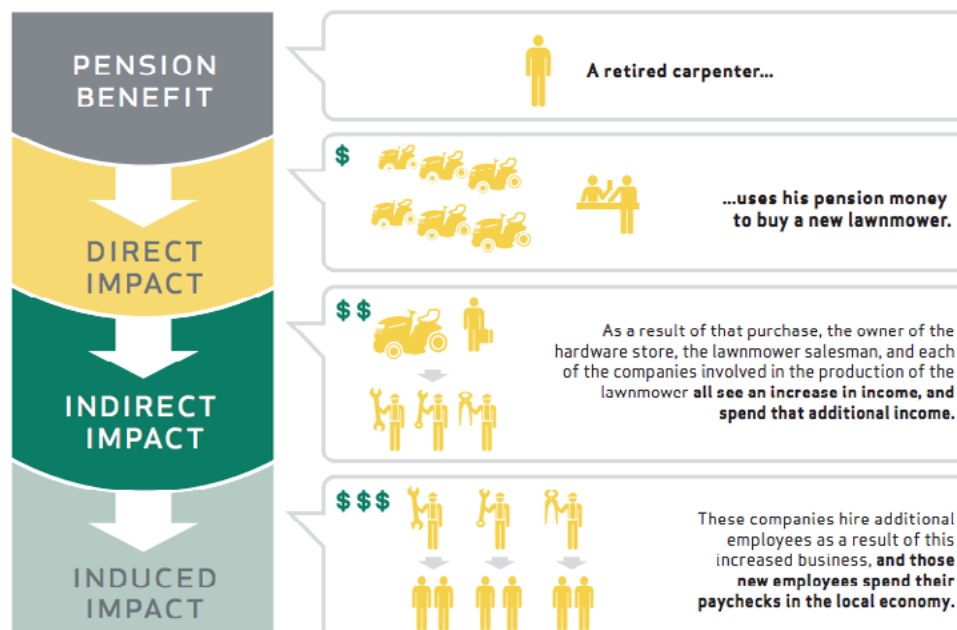 PENSION
BENEFIT
A retired carpenter...
$
...uses his pension money
to buy a new lawnmower.
DIRECT
IMPACT
$$
As a result of that purchase, the owner of the
hardware store, the lawnmower salesman, and each
of the companies involved in the production of the
lawnmower all see an increase in income, and
spend that additional income.
INDIRECT
IMPACT
$$$
These companies hire additional
employees as a result of this
increased business, and those
new employees spend their
paychecks in the local economy.
INDUCED
IMPACT